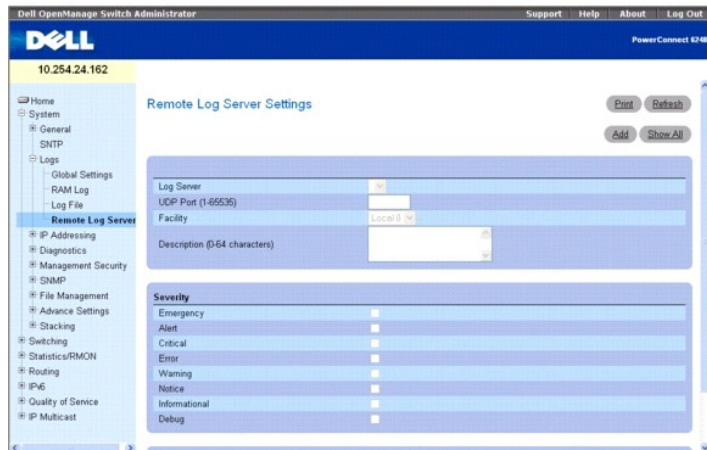 Dell OpenManage Switch Administrator
Support Help About Log Out
DELL
PowerConnect 6248
10.254.24.162
Home
System
General
SNTP
Logs
Global Settings
RAM Log
Log File
Remote Log Server
IP Addressing
Diagnostics
Management Security
SNMP
File Management
Advance Settings
Stacking
Switching
Statistics/RMON
Routing
IPv6
Quality of Service
IP Multicast
Remote Log Server Settings
Print Refresh
Add Show All
Log Server
UDP Port (1-65535)
Facility Local 0
Description (0-64 characters)
Severity
Emergency
Alert
Critical
Error
Warning
Notice
Informational
Debug